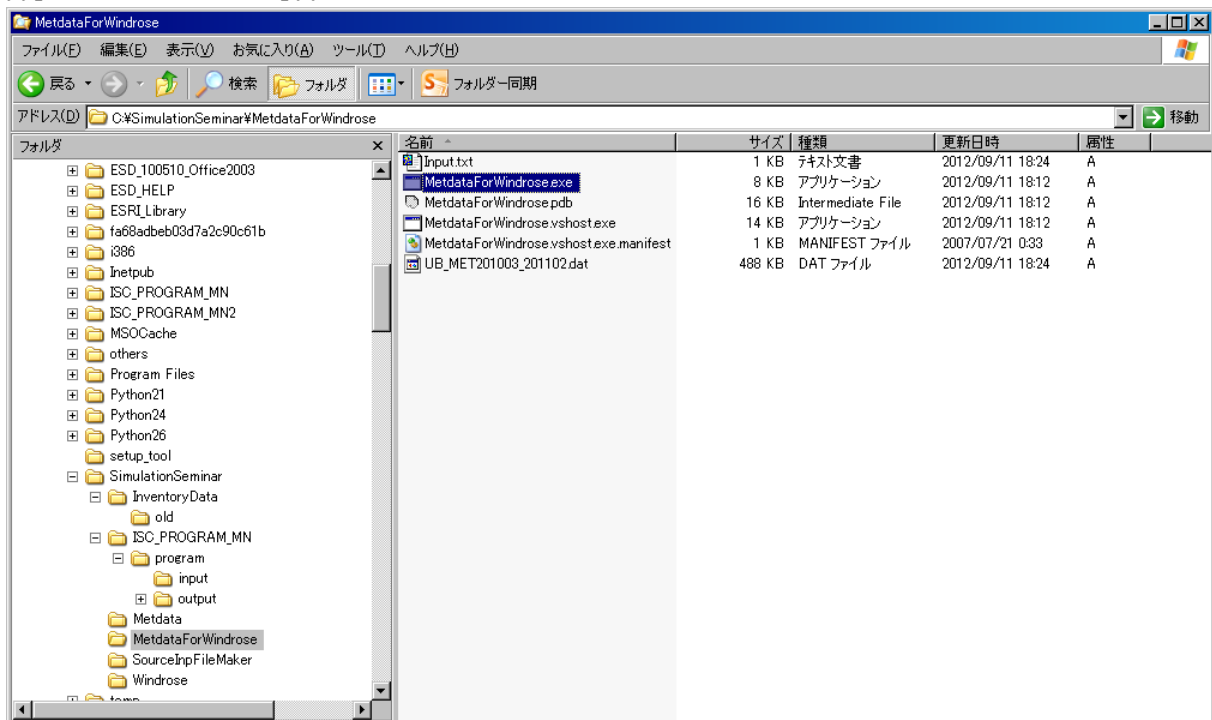 MetdataForWindrose
ファイル(F) 編集(E) 表示(V) お気に入り(A) ツール(T) ヘルプ(H)
戻る 検索 フォルダ フォルダー同期
アドレス(D) C:¥SimulationSeminar¥MetdataForWindrose 移動
フォルダ
ESD_100510_Office2003
ESD_HELP
ESRI_Library
fa68adbeb03d7a2c90c61b
i386
Inetpub
ISC_PROGRAM_MN
ISC_PROGRAM_MN2
MSOCache
others
Program Files
Python21
Python24
Python26
setup_tool
SimulationSeminar
InventoryData
old
ISC_PROGRAM_MN
program
input
output
Metdata
MetdataForWindrose
SourceInpFileMaker
Windrose
名前 サイズ 種類 更新日時 属性
Input.txt 1 KB テキスト文書 2012/09/11 18:24 A
MetdataForWindrose.exe 8 KB アプリケーション 2012/09/11 18:12 A
MetdataForWindrose.pdb 16 KB Intermediate File 2012/09/11 18:12 A
MetdataForWindrose.vshost.exe 14 KB アプリケーション 2012/09/11 18:12 A
MetdataForWindrose.vshost.exe.manifest 1 KB MANIFEST ファイル 2007/07/21 0:33 A
UB_MET201003_201102.dat 488 KB DAT ファイル 2012/09/11 18:24 A